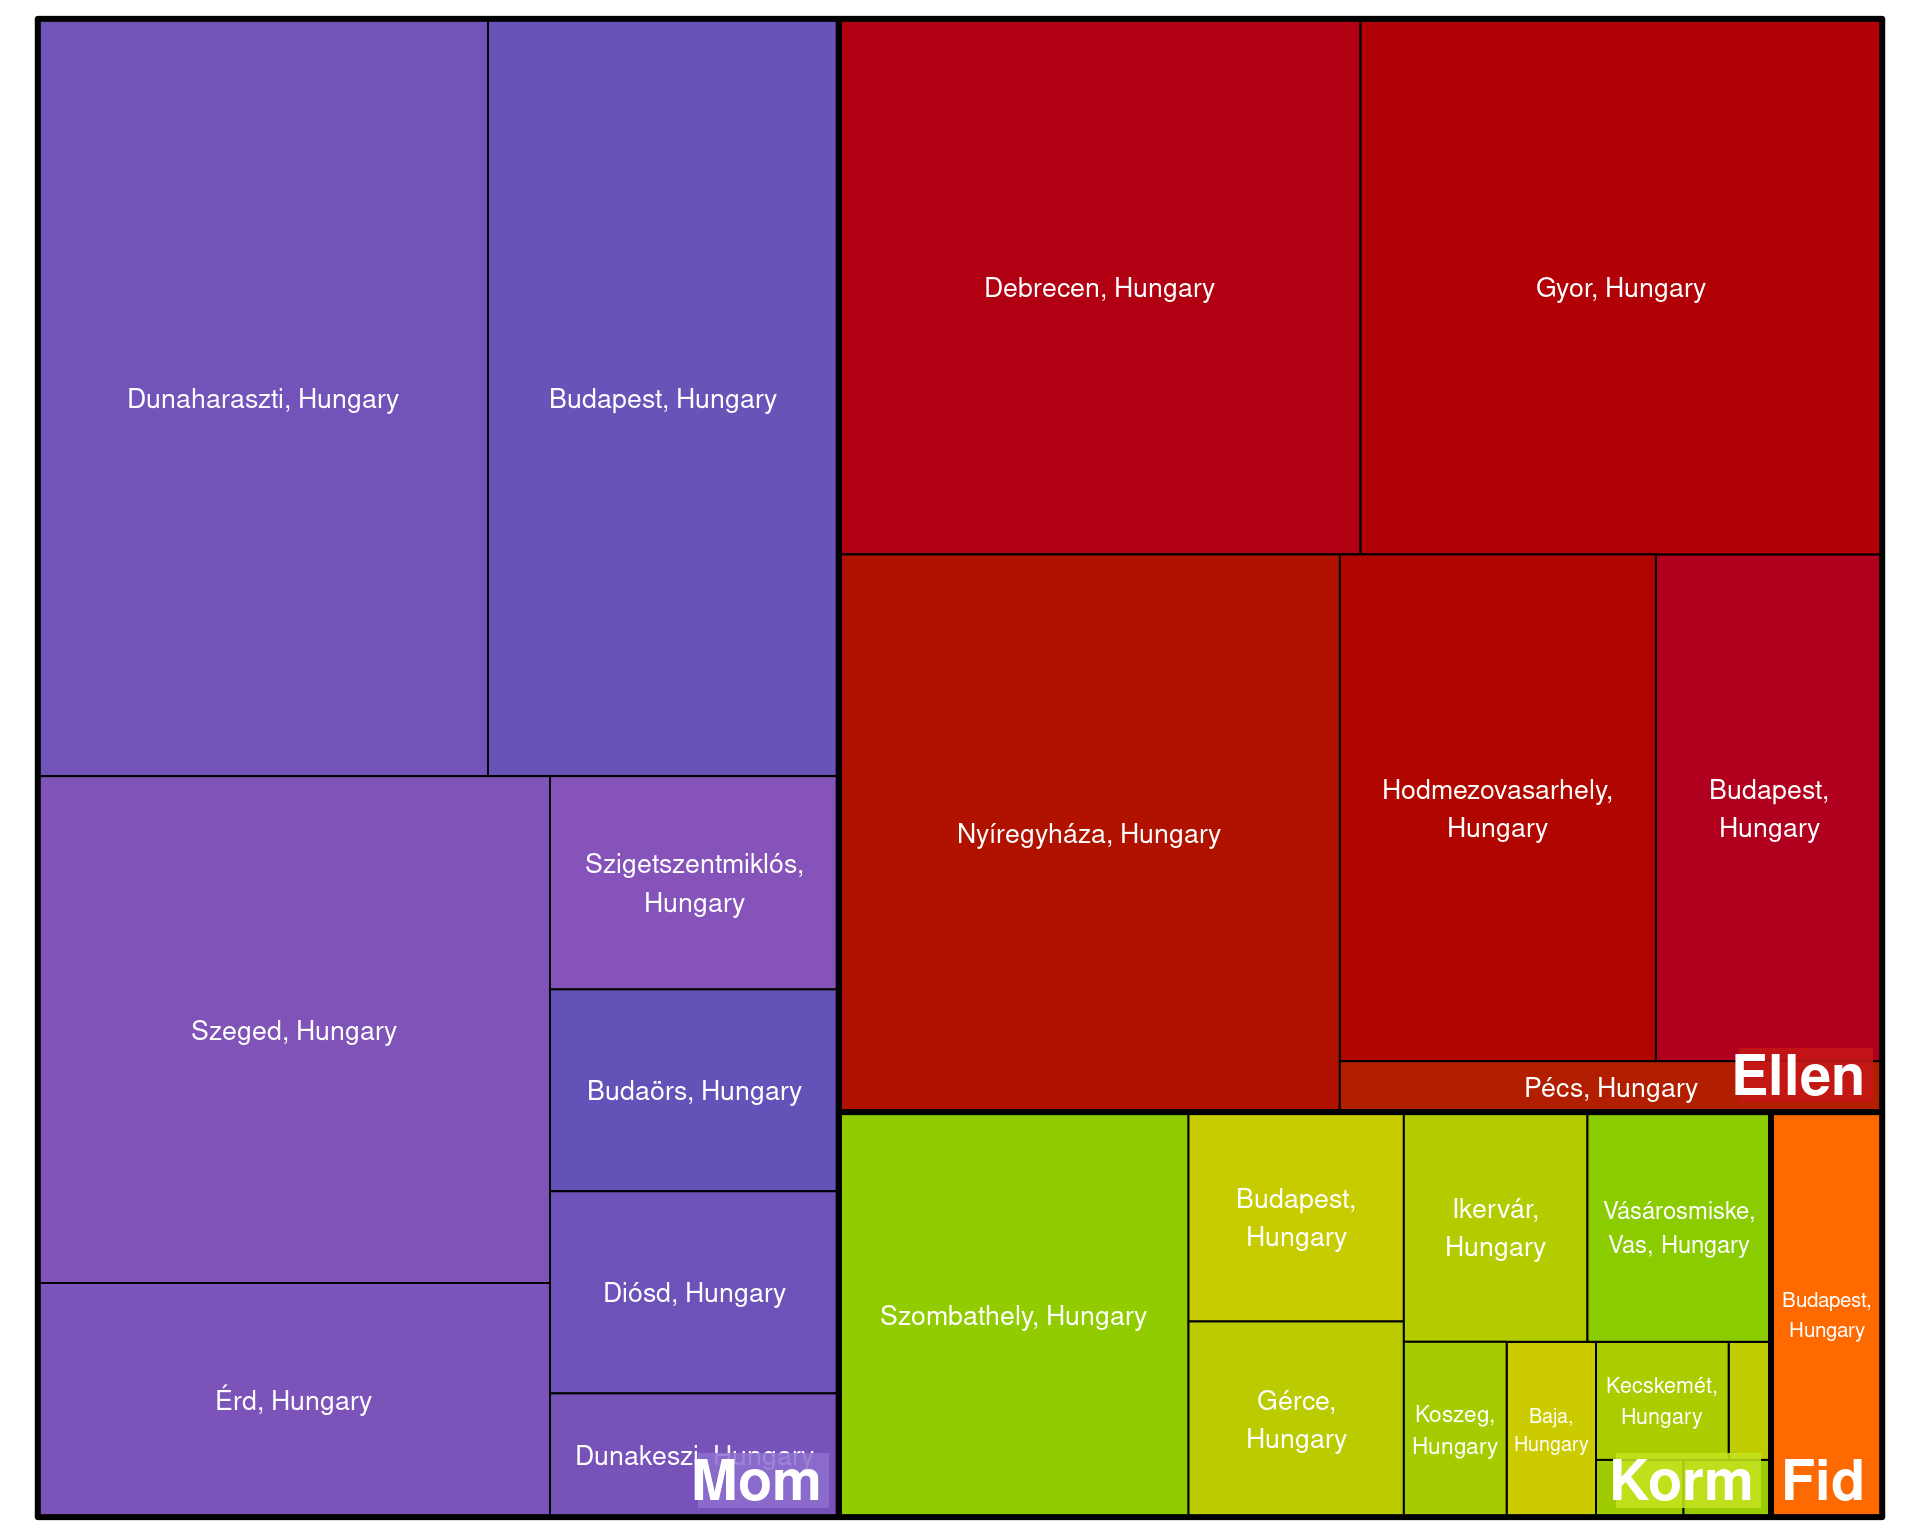 Dunaharaszti, Hungary
Budapest, Hungary
Szeged, Hungary
Szigetszentmiklós,
Hungary
Budaörs, Hungary
Diósd, Hungary
Érd, Hungary
Dunakeszi, Hungary
Mom
Debrecen, Hungary
Gyor, Hungary
Nyíregyháza, Hungary
Hodmezovasarhely,
Hungary
Budapest,
Hungary
Pécs, Hungary
Ellen
Szombathely, Hungary
Budapest,
Hungary
Gérce,
Hungary
Ikervár,
Hungary
Vásárosmiske,
Vas, Hungary
Koszeg,
Hungary
Baja,
Hungary
Kecskemét,
Hungary
Korm
Budapest,
Hungary
Fid